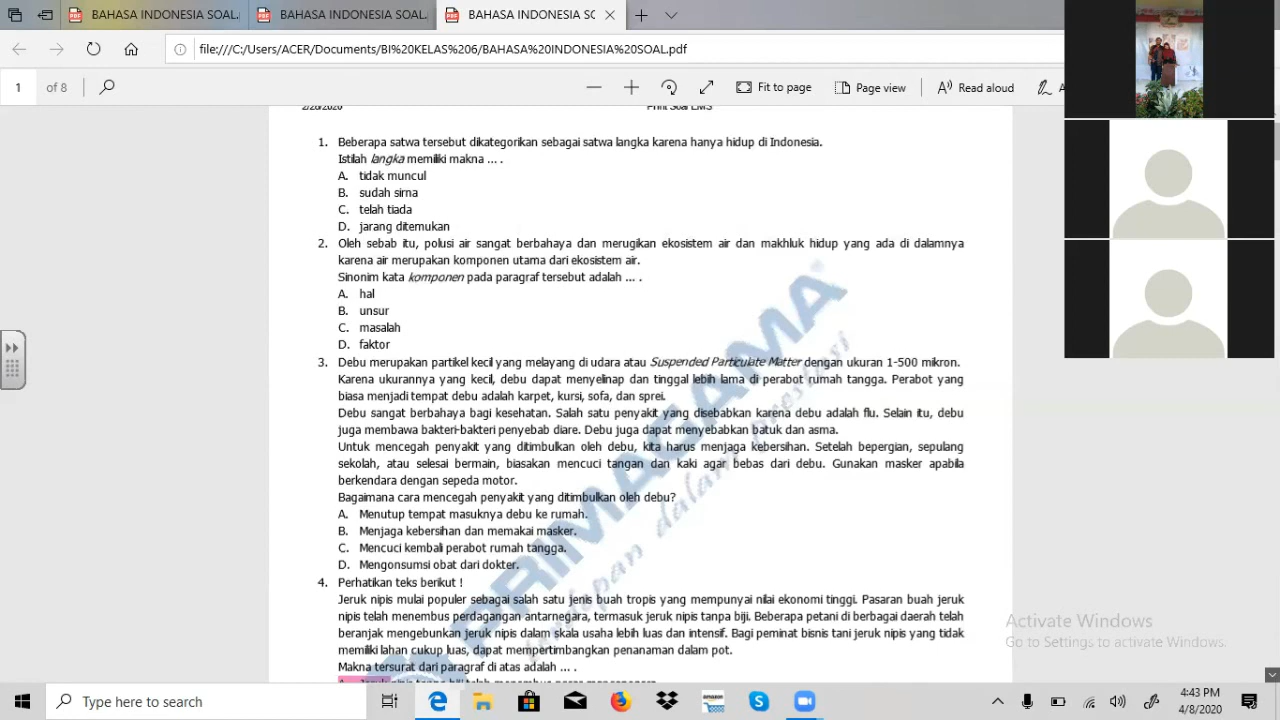 BAHASA INDONESIA SOAL.
BAHASA INDONESIA SOAL.
BAHASA INDONESIA SC
file:///C:/Users/ACER/Documents/BI%20KELAS%206/BAHASA%20INDONESIA%20SOAL.pdf
1 of 8
Fit to page
Page view
Read aloud
2/26/2020 Print Soal LMS
1. Beberapa satwa tersebut dikategorikan sebagai satwa langka karena hanya hidup di Indonesia.
Istilah langka memiliki makna ... .
A. tidak muncul
B. sudah sirna
C. telah tiada
D. jarang ditemukan
2. Oleh sebab itu, polusi air sangat berbahaya dan merugikan ekosistem air dan makhluk hidup yang ada di dalamnya
karena air merupakan komponen utama dari ekosistem air.
Sinonim kata komponen pada paragraf tersebut adalah ... .
A. hal
B. unsur
C. masalah
D. faktor
3. Debu merupakan partikel kecil yang melayang di udara atau Suspended Particulate Matter dengan ukuran 1-500 mikron.
Karena ukurannya yang kecil, debu dapat menyelinap dan tinggal lebih lama di perabot rumah tangga. Perabot yang
biasa menjadi tempat debu adalah karpet, kursi, sofa, dan sprei.
Debu sangat berbahaya bagi kesehatan. Salah satu penyakit yang disebabkan karena debu adalah flu. Selain itu, debu
juga membawa bakteri-bakteri penyebab diare. Debu juga dapat menyebabkan batuk dan asma.
Untuk mencegah penyakit yang ditimbulkan oleh debu, kita harus menjaga kebersihan. Setelah bepergian, sepulang
sekolah, atau selesai bermain, biasakan mencuci tangan dan kaki agar bebas dari debu. Gunakan masker apabila
berkendara dengan sepeda motor.
Bagaimana cara mencegah penyakit yang ditimbulkan oleh debu?
A. Menutup tempat masuknya debu ke rumah.
B. Menjaga kebersihan dan memakai masker.
C. Mencuci kembali perabot rumah tangga.
D. Mengonsumsi obat dari dokter.
4. Perhatikan teks berikut !
Jeruk nipis mulai populer sebagai salah satu jenis buah tropis yang mempunyai nilai ekonomi tinggi. Pasaran buah jeruk
nipis telah menembus perdagangan antarnegara, termasuk jeruk nipis tanpa biji. Beberapa petani di berbagai daerah telah
beranjak mengebunkan jeruk nipis dalam skala usaha lebih luas dan intensif. Bagi peminat bisnis tani jeruk nipis yang tidak
memiliki lahan cukup luas, dapat mempertimbangkan penanaman dalam pot.
Makna tersurat dari paragraf di atas adalah ... .
PRIMAGAMA
terdepan dalam prestasi
Activate Windows
Go to Settings to activate Windows.
Type here to search
4:43 PM
4/8/2020